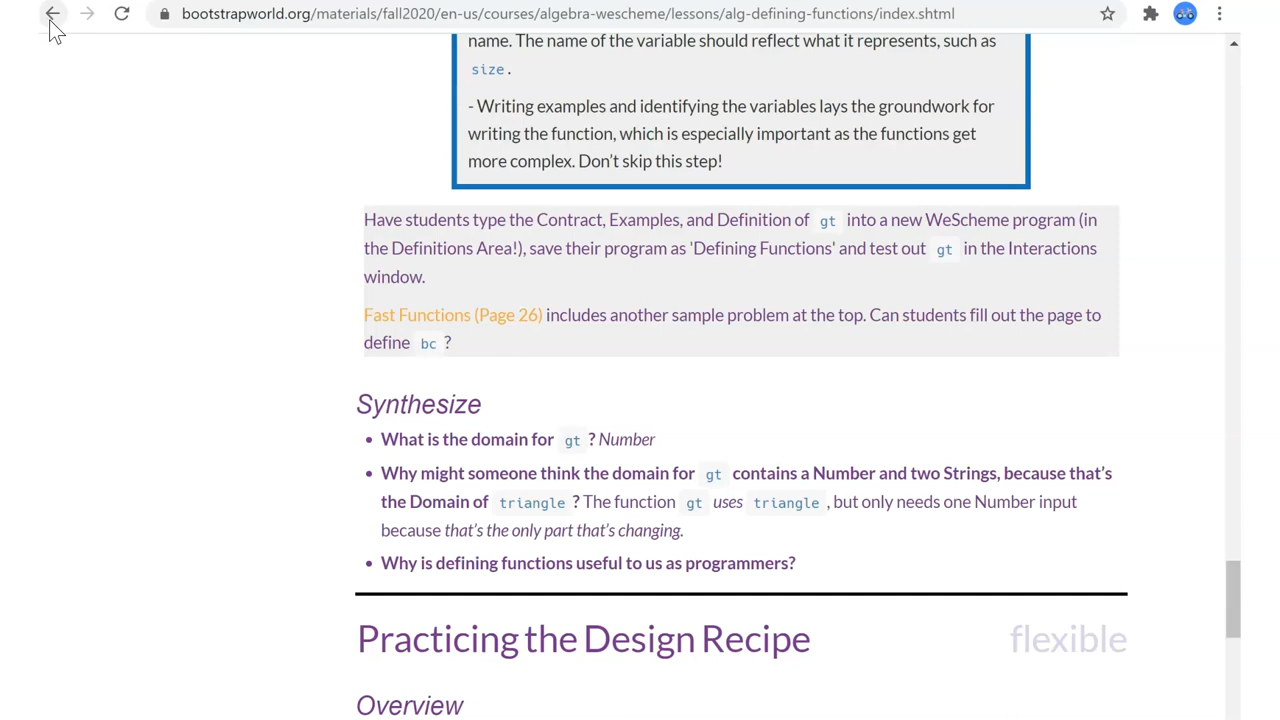 bootstrapworld.org/materials/fall2020/en-us/courses/algebra-wescheme/lessons/alg-defining-functions/index.shtml
name. The name of the variable should reflect what it represents, such as
size.
- Writing examples and identifying the variables lays the groundwork for
writing the function, which is especially important as the functions get
more complex. Don’t skip this step!
Have students type the Contract, Examples, and Definition of gt into a new WeScheme program (in
the Definitions Area!), save their program as 'Defining Functions' and test out gt in the Interactions
window.
Fast Functions (Page 26) includes another sample problem at the top. Can students fill out the page to
define bc ?
Synthesize
• What is the domain for gt ? Number
• Why might someone think the domain for gt contains a Number and two Strings, because that’s
the Domain of triangle ? The function gt uses triangle , but only needs one Number input
because that’s the only part that’s changing.
• Why is defining functions useful to us as programmers?
Practicing the Design Recipe flexible
Overview